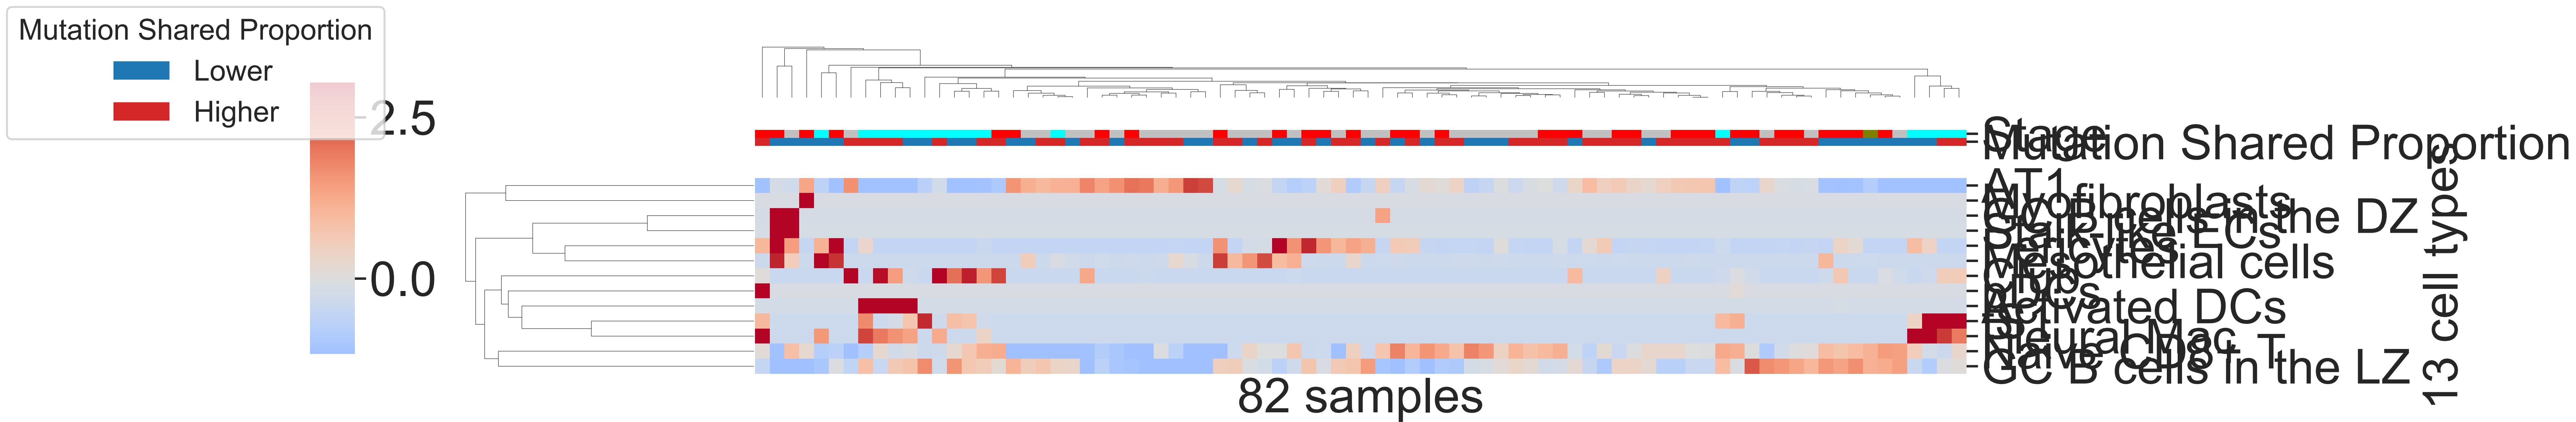 Mutation Shared Proportion
Lower
Higher
2.5
0.0
Stage
Mutation Shared Proportion
AT1
Myofibroblasts
GC B cells in the DZ
Stalk-like ECs
Pericytes
Mesothelial cells
Club
pDCs
Activated DCs
Pleural Mac
Naive CD8+ T
GC B cells in the LZ
13 cell types
82 samples